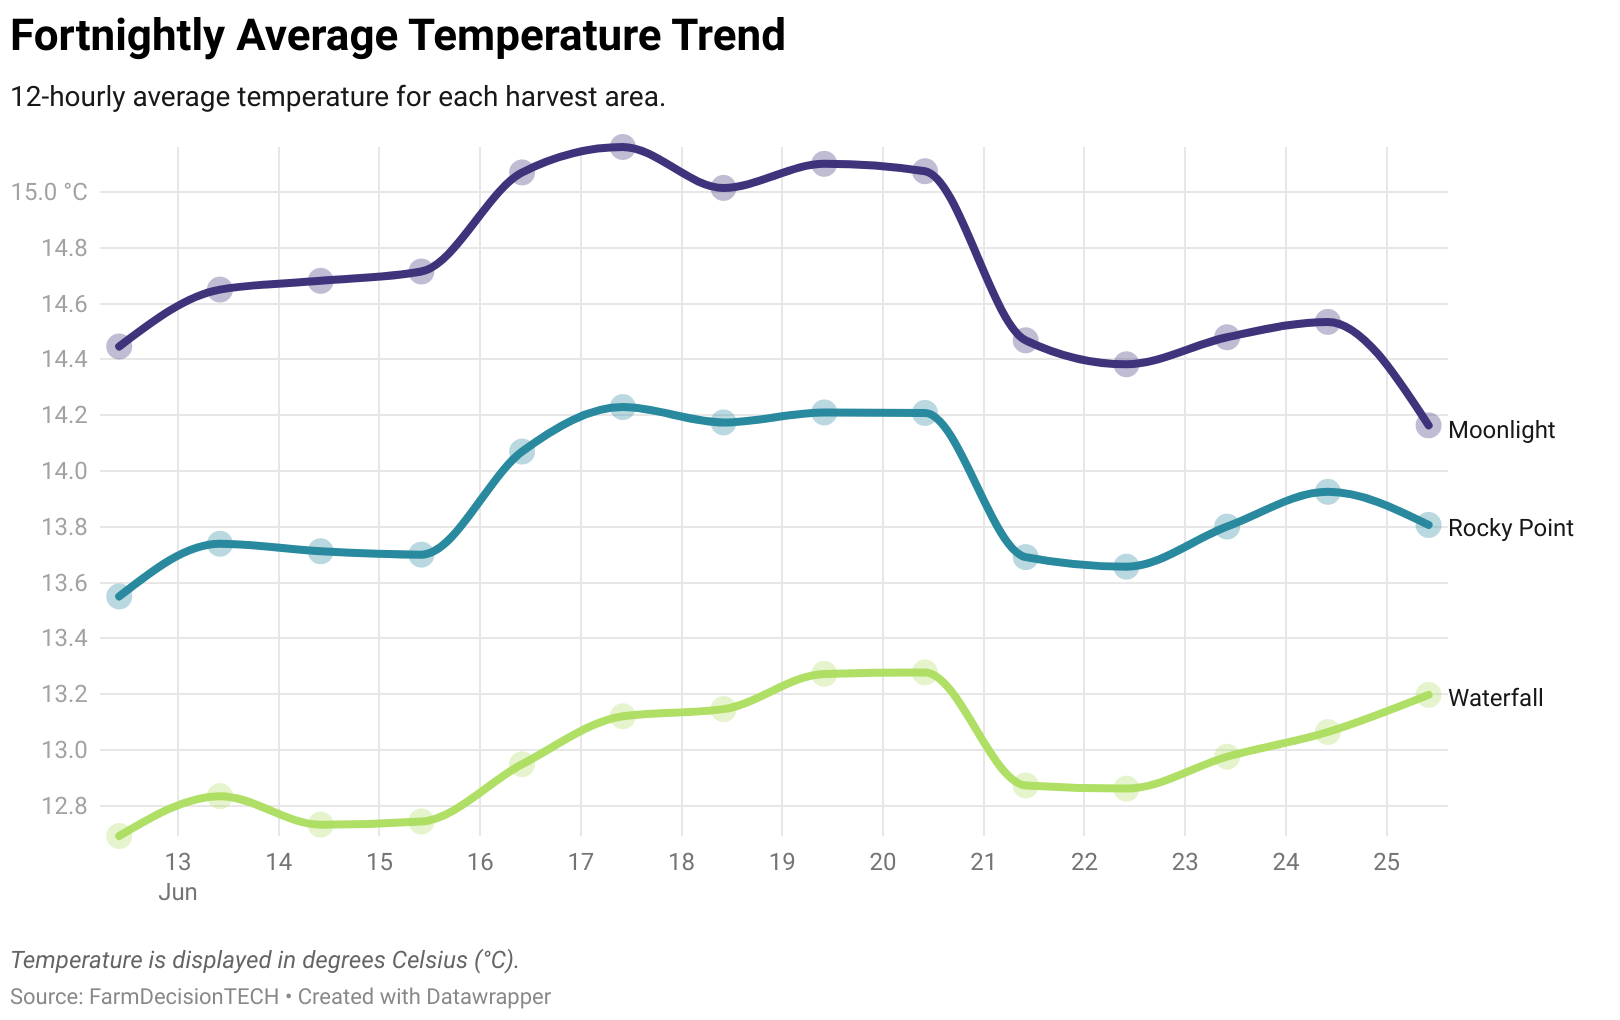 Fortnightly Average Temperature Trend
12-hourly average temperature for each harvest area.
15.0 °C
14.8
14.6
14.4
14.2
14.0
13.8
13.6
13.4
13.2
13.0
12.8
Moonlight
Rocky Point
Waterfall
13 14 15 16 17 18 19 20 21 22 23 24 25
Jun
Temperature is displayed in degrees Celsius (°C).
Source: FarmDecisionTECH • Created with Datawrapper